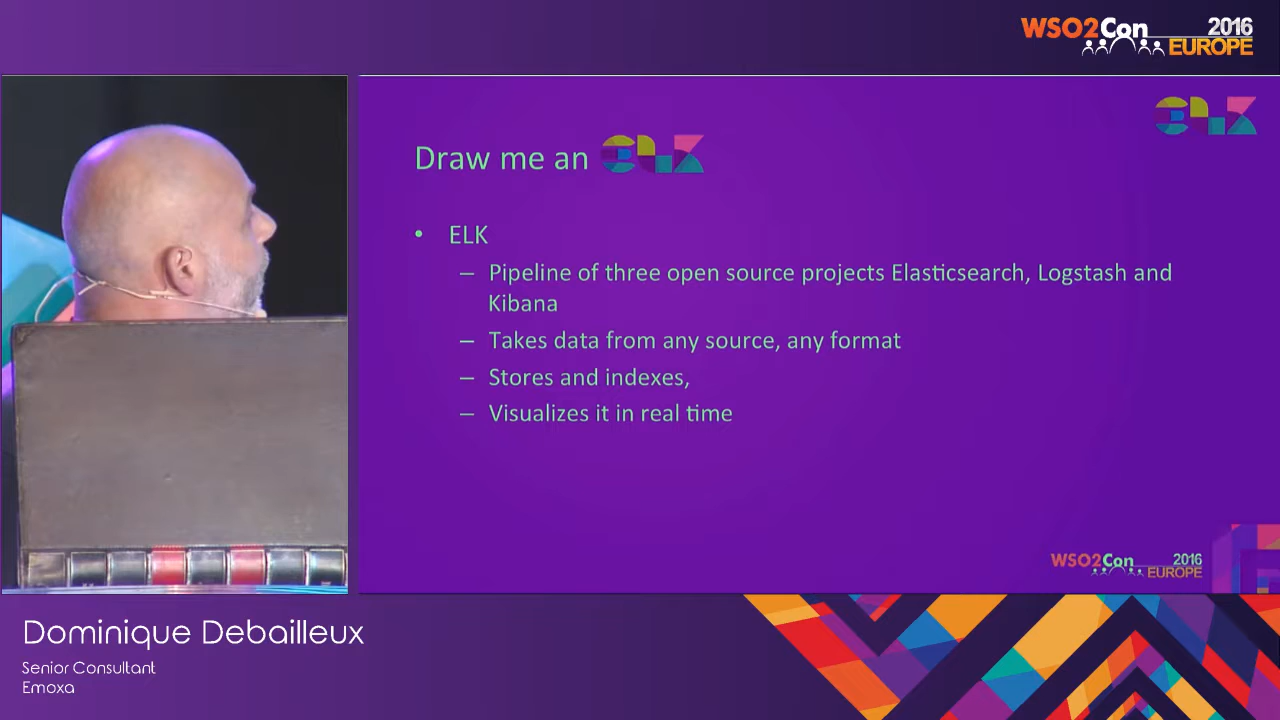 WSO2Con 2016
EUROPE
ELK
Draw me an ELK
• ELK
– Pipeline of three open source projects Elasticsearch, Logstash and
Kibana
– Takes data from any source, any format
– Stores and indexes,
– Visualizes it in real time
WSO2Con 2016
EUROPE
Dominique Debailleux
Senior Consultant
Emoxa